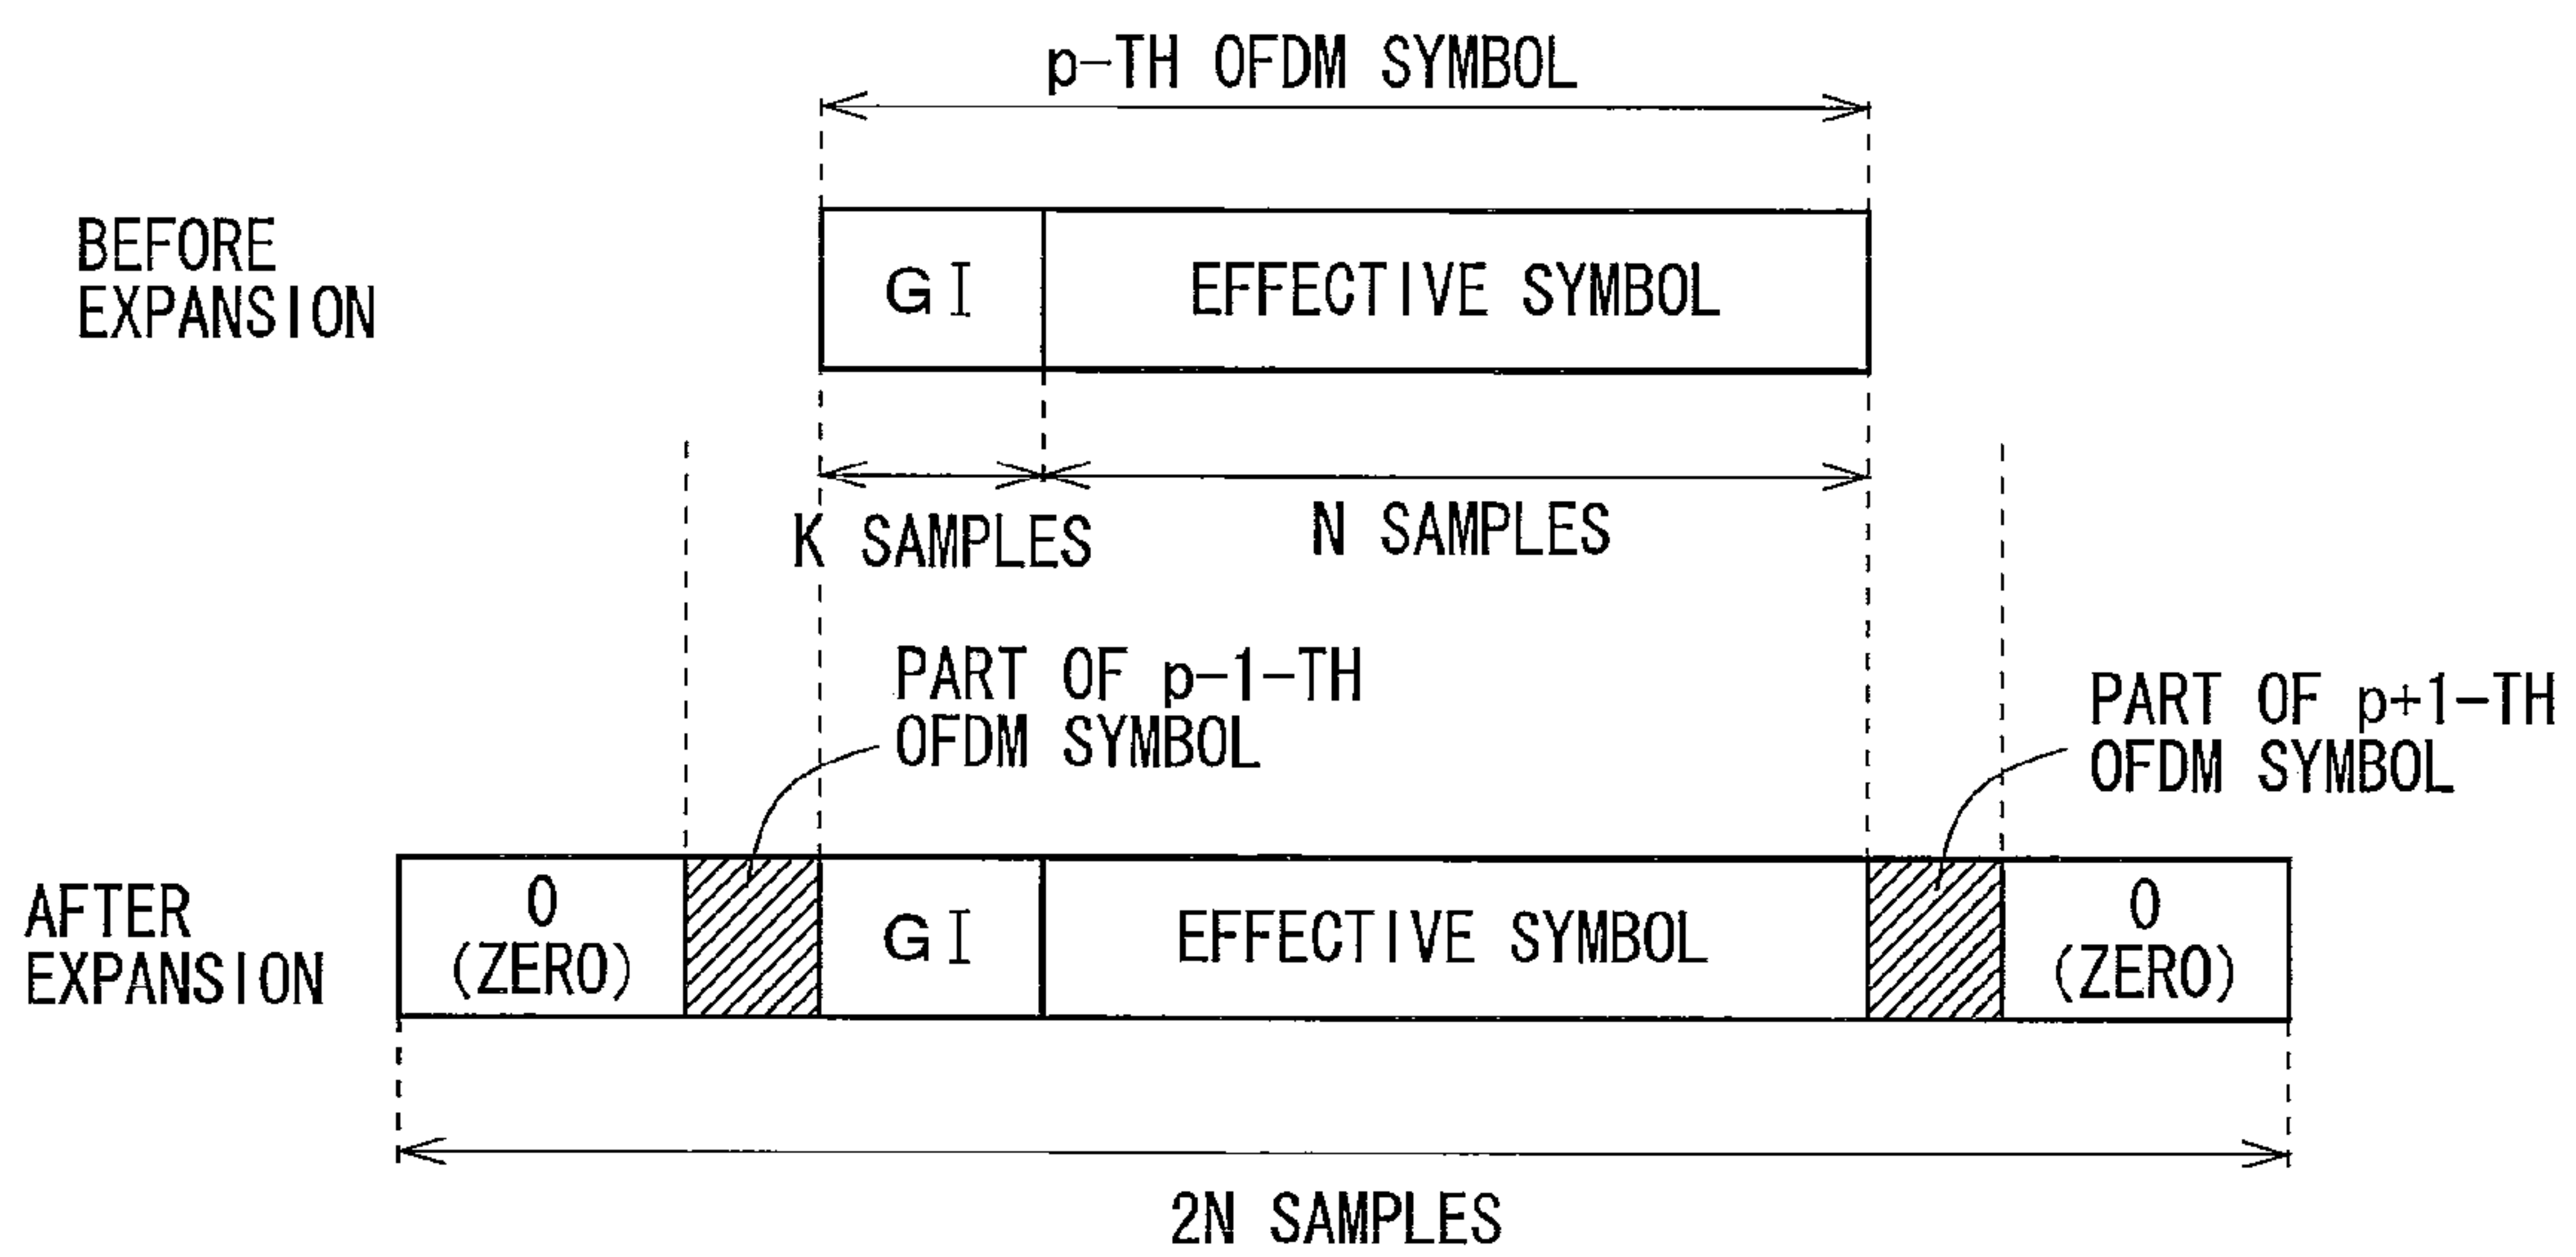 p-TH OFDM SYMBOL
BEFORE
EXPANSION
GI
EFFECTIVE SYMBOL
K SAMPLES
N SAMPLES
PART OF p-1-TH
OFDM SYMBOL
PART OF p+1-TH
OFDM SYMBOL
AFTER
EXPANSION
0
(ZERO)
GI
EFFECTIVE SYMBOL
0
(ZERO)
2N SAMPLES